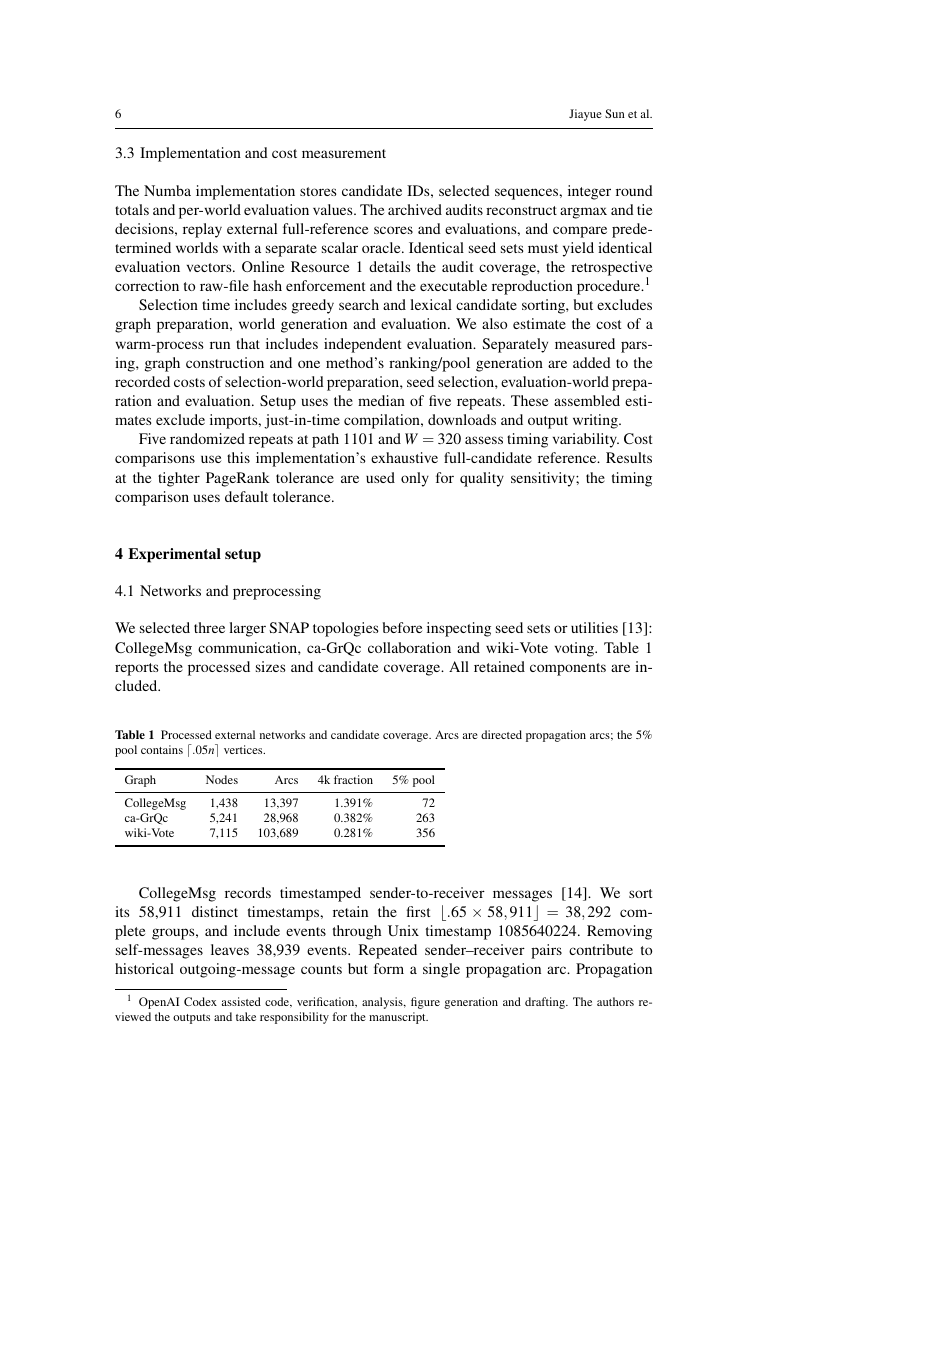 6 Jiayue Sun et al.
3.3 Implementation and cost measurement
The Numba implementation stores candidate IDs, selected sequences, integer round
totals and per-world evaluation values. The archived audits reconstruct argmax and tie
decisions, replay external full-reference scores and evaluations, and compare prede-
termined worlds with a separate scalar oracle. Identical seed sets must yield identical
evaluation vectors. Online Resource 1 details the audit coverage, the retrospective
correction to raw-file hash enforcement and the executable reproduction procedure.1
Selection time includes greedy search and lexical candidate sorting, but excludes
graph preparation, world generation and evaluation. We also estimate the cost of a
warm-process run that includes independent evaluation. Separately measured pars-
ing, graph construction and one method's ranking/pool generation are added to the
recorded costs of selection-world preparation, seed selection, evaluation-world prepa-
ration and evaluation. Setup uses the median of five repeats. These assembled esti-
mates exclude imports, just-in-time compilation, downloads and output writing.
Five randomized repeats at path 1101 and W = 320 assess timing variability. Cost
comparisons use this implementation's exhaustive full-candidate reference. Results
at the tighter PageRank tolerance are used only for quality sensitivity; the timing
comparison uses default tolerance.
4 Experimental setup
4.1 Networks and preprocessing
We selected three larger SNAP topologies before inspecting seed sets or utilities [13]:
CollegeMsg communication, ca-GrQc collaboration and wiki-Vote voting. Table 1
reports the processed sizes and candidate coverage. All retained components are in-
cluded.
Table 1 Processed external networks and candidate coverage. Arcs are directed propagation arcs; the 5%
pool contains ⌈.05n⌉ vertices.
Graph Nodes Arcs 4k fraction 5% pool
CollegeMsg 1,438 13,397 1.391% 72
ca-GrQc 5,241 28,968 0.382% 263
wiki-Vote 7,115 103,689 0.281% 356
CollegeMsg records timestamped sender-to-receiver messages [14]. We sort
its 58,911 distinct timestamps, retain the first ⌊.65 × 58,911⌋ = 38,292 com-
plete groups, and include events through Unix timestamp 1085640224. Removing
self-messages leaves 38,939 events. Repeated sender–receiver pairs contribute to
historical outgoing-message counts but form a single propagation arc. Propagation
1 OpenAI Codex assisted code, verification, analysis, figure generation and drafting. The authors re-
viewed the outputs and take responsibility for the manuscript.